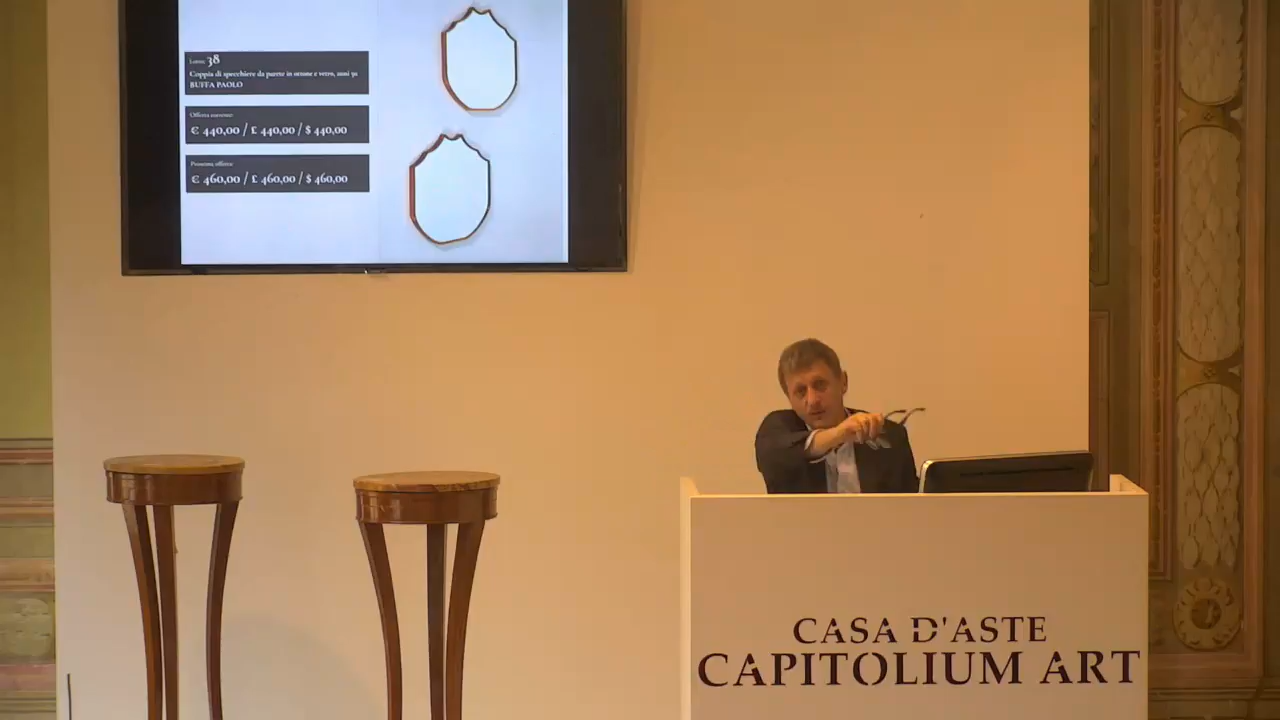 Lotto: 38
Coppia di specchiere da parete in ottone e vetro, anni 50
BUFFA PAOLO
Offerta corrente:
€ 440,00 / £ 440,00 / $ 440,00
Prossima offerta:
€ 460,00 / £ 460,00 / $ 460,00
CASA D'ASTE
CAPITOLIUM ART